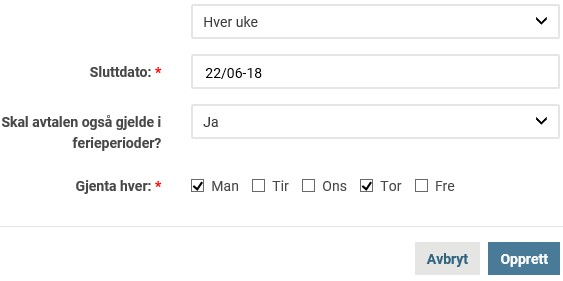 Hver uke
Sluttdato: * 22/06-18
Skal avtalen også gjelde i
ferieperioder? Ja
Gjenta hver: * Man Tir Ons Tor Fre
Avbryt Opprett